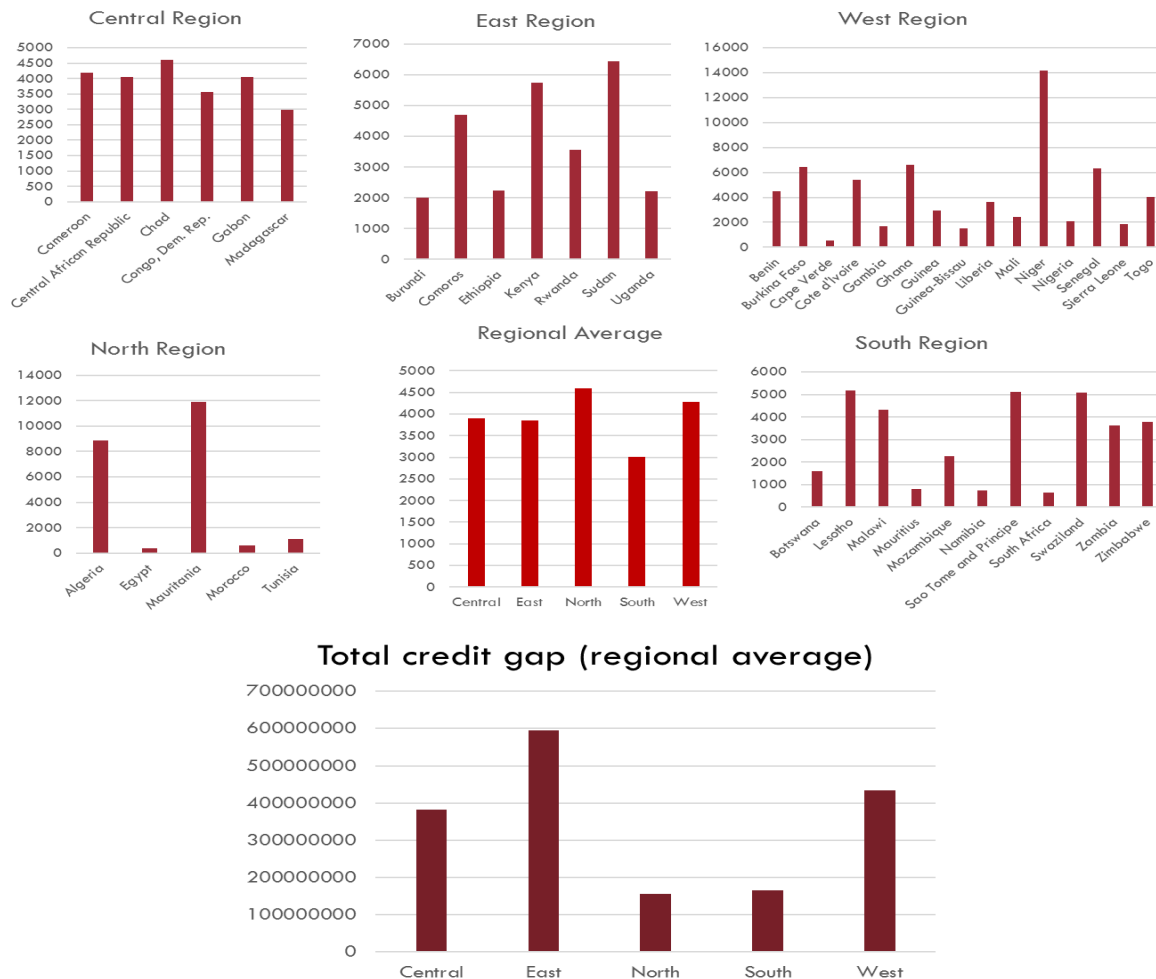 Central Region
5000
4500
4000
3500
3000
2500
2000
1500
1000
500
0
Cameroon
Central African Republic
Chad
Congo, Dem. Rep.
Gabon
Madagascar
East Region
7000
6000
5000
4000
3000
2000
1000
0
Burundi
Comoros
Ethiopia
Kenya
Rwanda
Sudan
Uganda
West Region
16000
14000
12000
10000
8000
6000
4000
2000
0
Benin
Burkina Faso
Cape Verde
Cote d'Ivoire
Gambia
Ghana
Guinea
Guinea-Bissau
Liberia
Mali
Niger
Nigeria
Senegal
Sierra Leone
Togo
North Region
14000
12000
10000
8000
6000
4000
2000
0
Algeria
Egypt
Mauritania
Morocco
Tunisia
Regional Average
5000
4500
4000
3500
3000
2500
2000
1500
1000
500
0
Central East North South West
South Region
6000
5000
4000
3000
2000
1000
0
Botswana
Lesotho
Malawi
Mauritius
Mozambique
Namibia
Sao Tome and Principe
South Africa
Swaziland
Zambia
Zimbabwe
Total credit gap (regional average)
700000000
600000000
500000000
400000000
300000000
200000000
100000000
0
Central East North South West